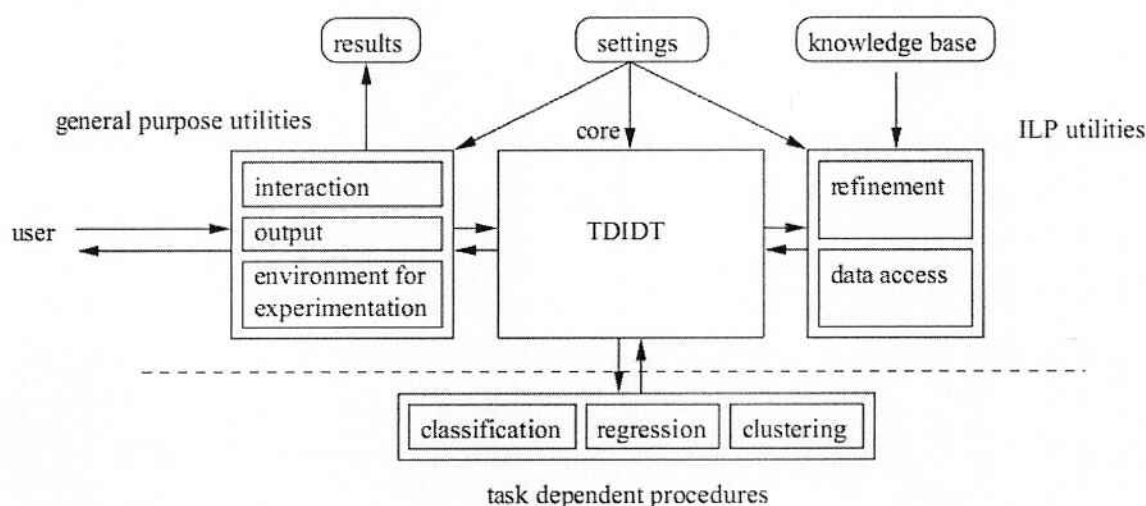 results
settings
knowledge base
general purpose utilities
core
ILP utilities
interaction
refinement
user
output
TDIDT
environment for
experimentation
data access
classification
regression
clustering
task dependent procedures